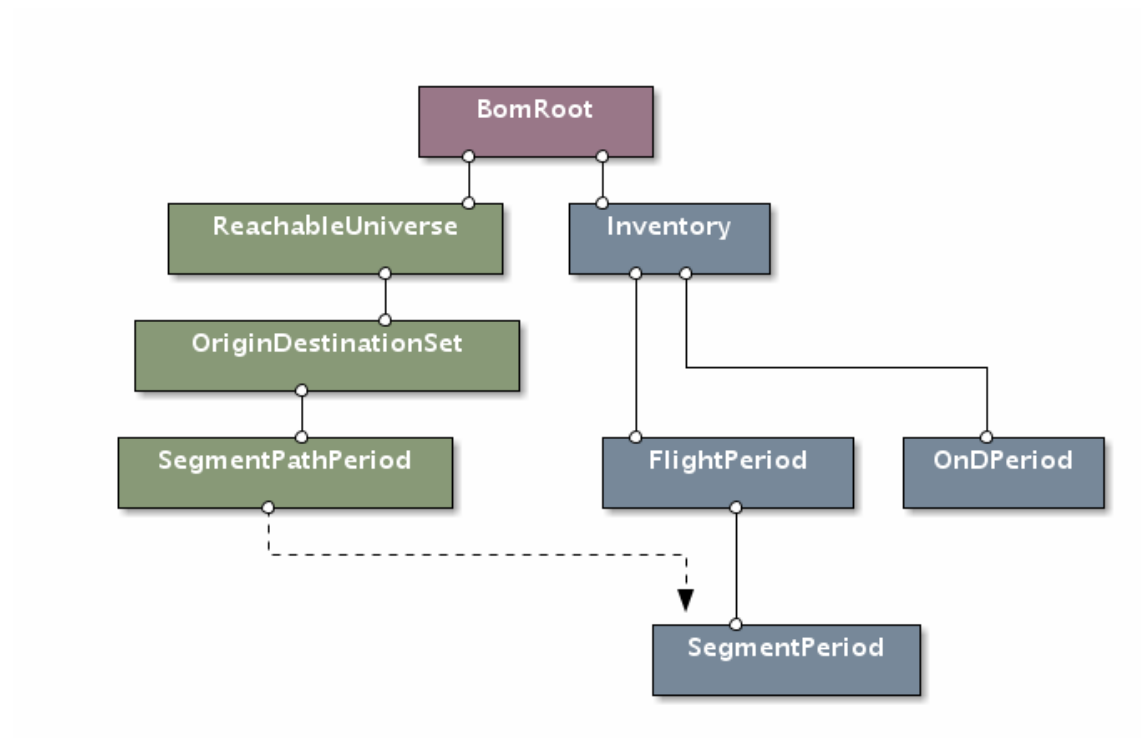 BomRoot
ReachableUniverse
Inventory
OriginDestinationSet
SegmentPathPeriod
FlightPeriod
OnDPeriod
SegmentPeriod